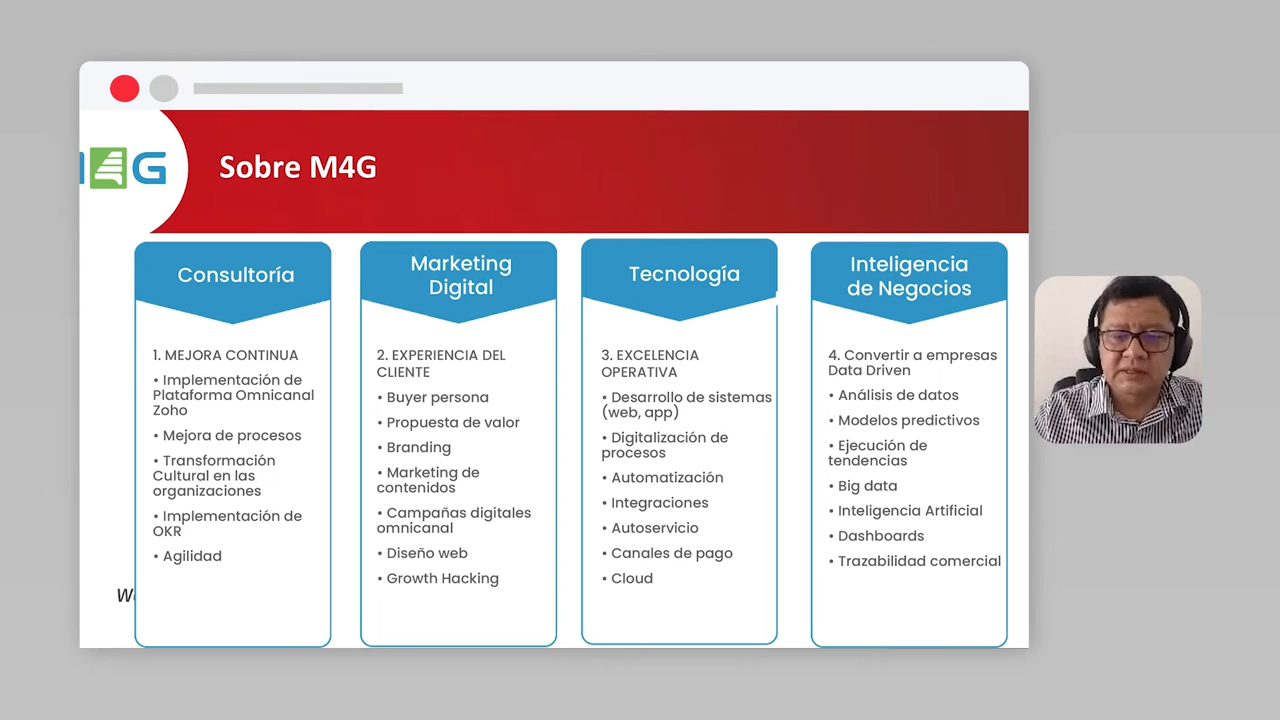 4G
Sobre M4G
Consultoría
1. MEJORA CONTINUA
• Implementación de
Plataforma Omnicanal
Zoho
• Mejora de procesos
• Transformación
Cultural en las
organizaciones
• Implementación de
OKR
• Agilidad
Marketing
Digital
2. EXPERIENCIA DEL
CLIENTE
• Buyer persona
• Propuesta de valor
• Branding
• Marketing de
contenidos
• Campañas digitales
omnicanal
• Diseño web
• Growth Hacking
Tecnología
3. EXCELENCIA
OPERATIVA
• Desarrollo de sistemas
(web, app)
• Digitalización de
procesos
• Automatización
• Integraciones
• Autoservicio
• Canales de pago
• Cloud
Inteligencia
de Negocios
4. Convertir a empresas
Data Driven
• Análisis de datos
• Modelos predictivos
• Ejecución de
tendencias
• Big data
• Inteligencia Artificial
• Dashboards
• Trazabilidad comercial